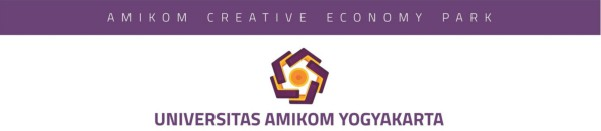 AMIKOM CREATIVE ECONOMY PARK
UNIVERSITAS AMIKOM YOGYAKARTA